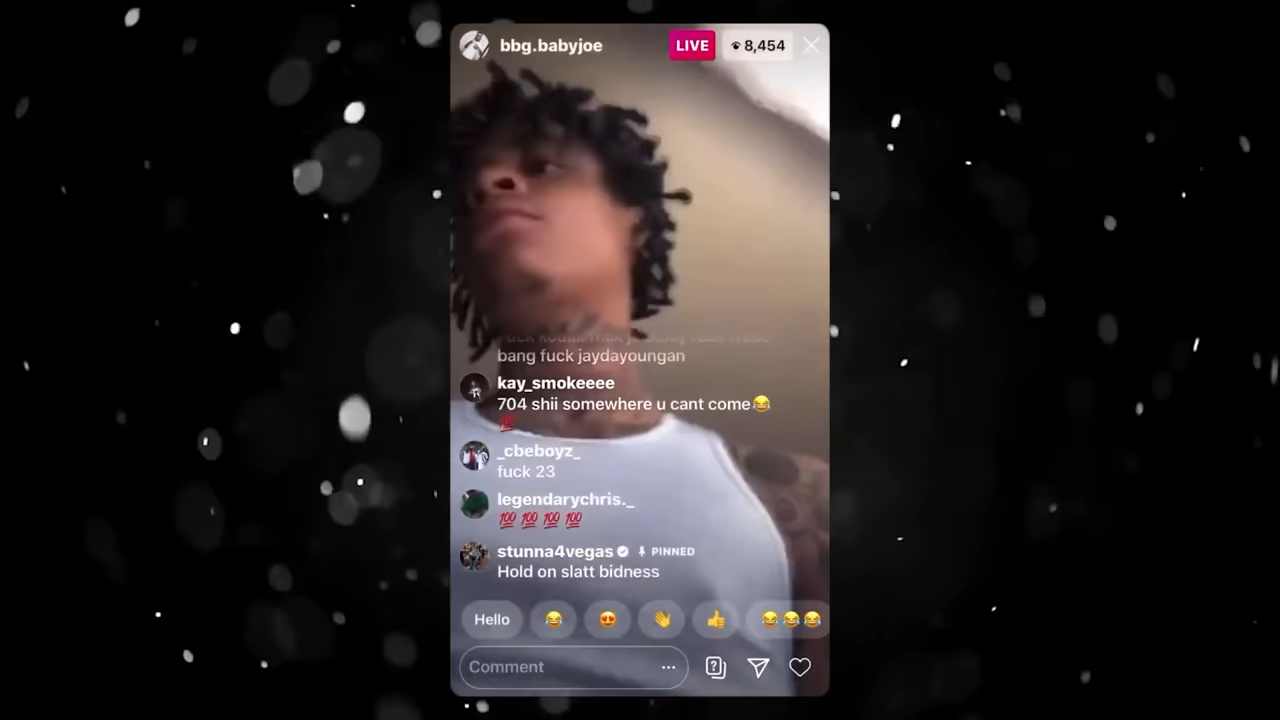 bbg.babyjoe LIVE 8,454
bang fuck jaydayoungan
kay_smokeeee
704 shii somewhere u cant come😂
💯
_cbeboyz_
fuck 23
legendarychris._
💯💯💯💯
stunna4vegas PINNED
Hold on slatt bidness
Hello 😂 😍 👋 👍 😂😂😂
Comment